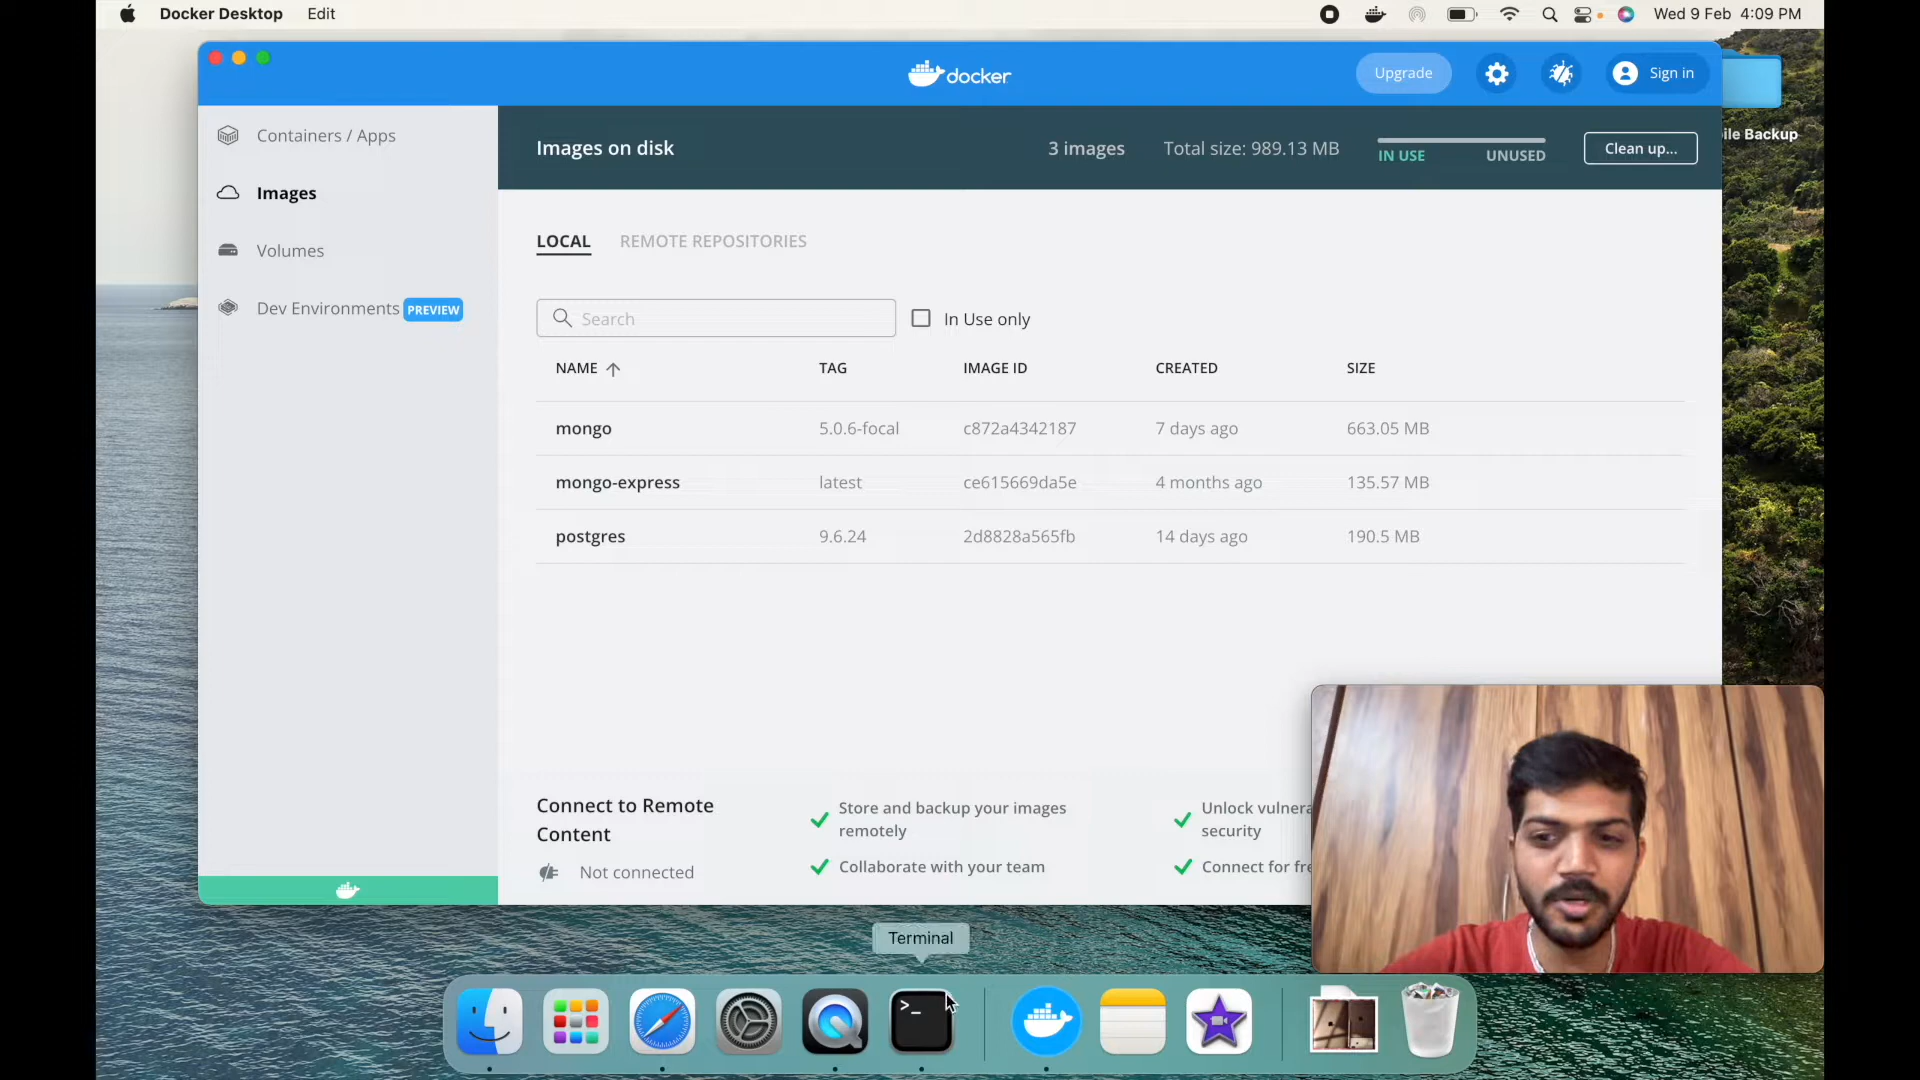 Docker Desktop Edit Wed 9 Feb 4:09 PM
docker Upgrade Sign in
ile Backup
Containers / Apps
Images
Volumes
Dev Environments PREVIEW
Images on disk 3 images Total size: 989.13 MB IN USE UNUSED Clean up...
LOCAL REMOTE REPOSITORIES
Search In Use only
NAME TAG IMAGE ID CREATED SIZE
mongo 5.0.6-focal c872a4342187 7 days ago 663.05 MB
mongo-express latest ce615669da5e 4 months ago 135.57 MB
postgres 9.6.24 2d8828a565fb 14 days ago 190.5 MB
Connect to Remote
Content
Not connected
Store and backup your images
remotely
Collaborate with your team
Unlock vulnera
security
Connect for fre
Terminal
>_